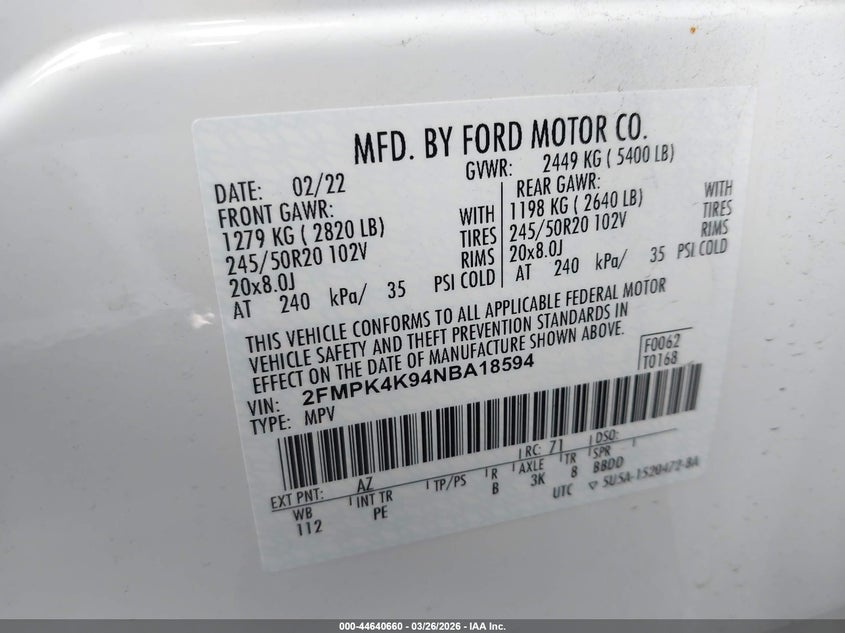 MFD. BY FORD MOTOR CO.
DATE: 02/22
GVWR: 2449 KG ( 5400 LB)
FRONT GAWR:
1279 KG ( 2820 LB) WITH
245/50R20 102V TIRES
20x8.0J RIMS
AT 240 kPa/ 35 PSI COLD
REAR GAWR:
1198 KG ( 2640 LB) WITH
245/50R20 102V TIRES
20x8.0J RIMS
AT 240 kPa/ 35 PSI COLD
THIS VEHICLE CONFORMS TO ALL APPLICABLE FEDERAL MOTOR
VEHICLE SAFETY AND THEFT PREVENTION STANDARDS IN
EFFECT ON THE DATE OF MANUFACTURE SHOWN ABOVE.
VIN: 2FMPK4K94NBA18594
TYPE: MPV
F0062
T0168
EXT PNT: AZ RC: 71 DSO:
WB INT TR TP/PS R AXLE TR SPR
112 PE B 3K 8 BBDD
UTC ▽ 5U5A-1520472-BA
000-44640660 - 03/26/2026 - IAA Inc.